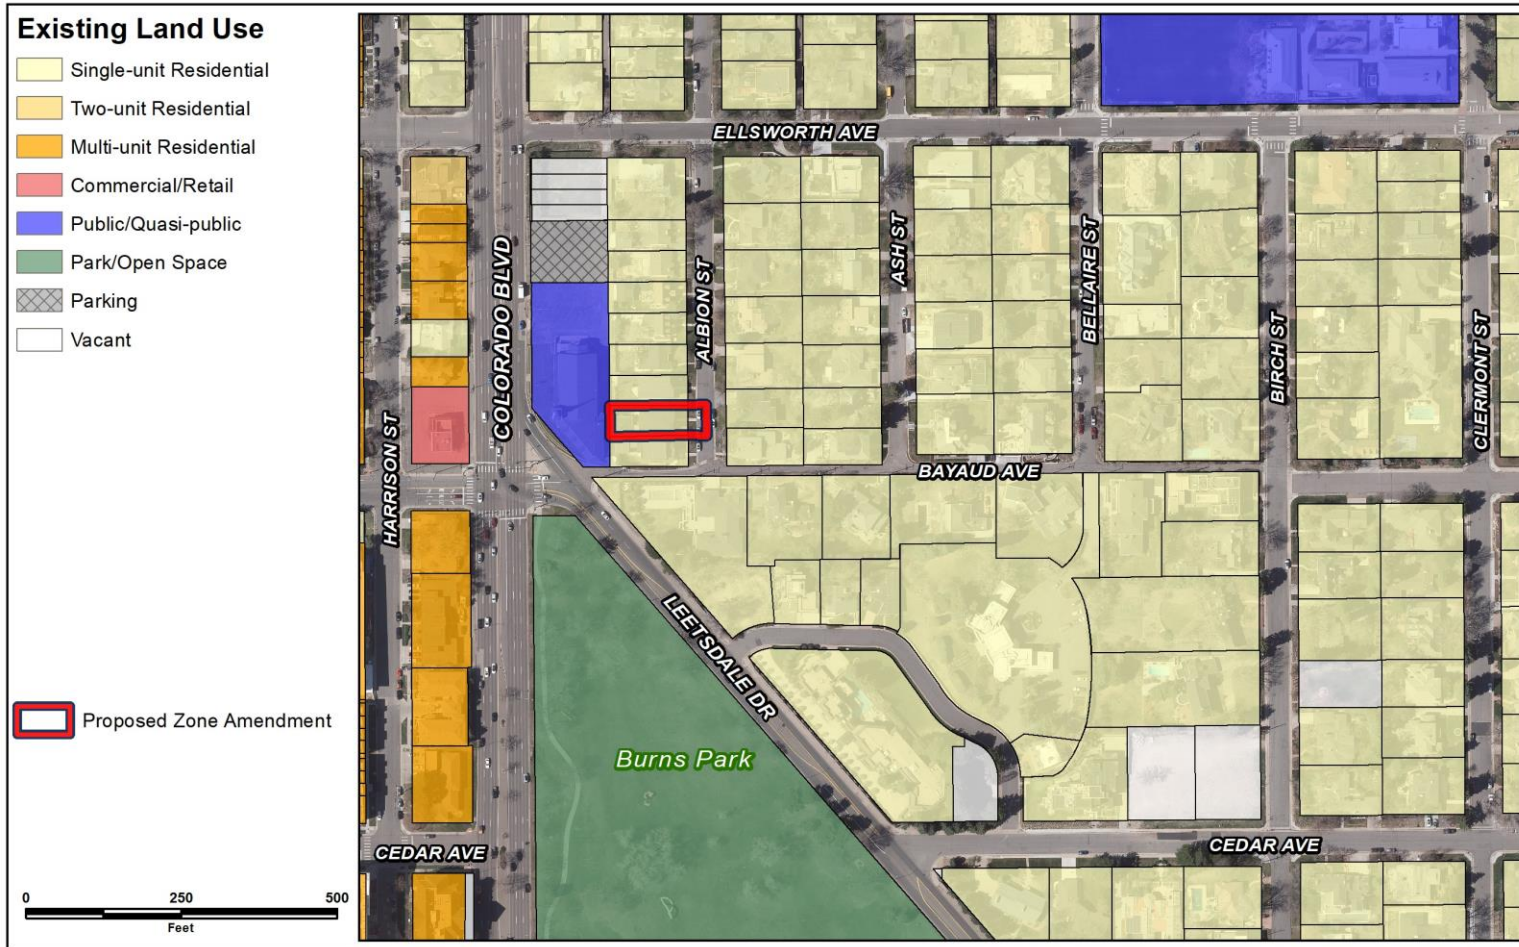 Existing Land Use
Single-unit Residential
Two-unit Residential
Multi-unit Residential
Commercial/Retail
Public/Quasi-public
Park/Open Space
Parking
Vacant
Proposed Zone Amendment
0 250 500
Feet
ELLSWORTH AVE
COLORADO BLVD
ALBION ST
ASH ST
BELLAIRE ST
BIRCH ST
CLERMONT ST
HARRISON ST
BAYAUD AVE
LEETSDALE DR
Burns Park
CEDAR AVE
CEDAR AVE